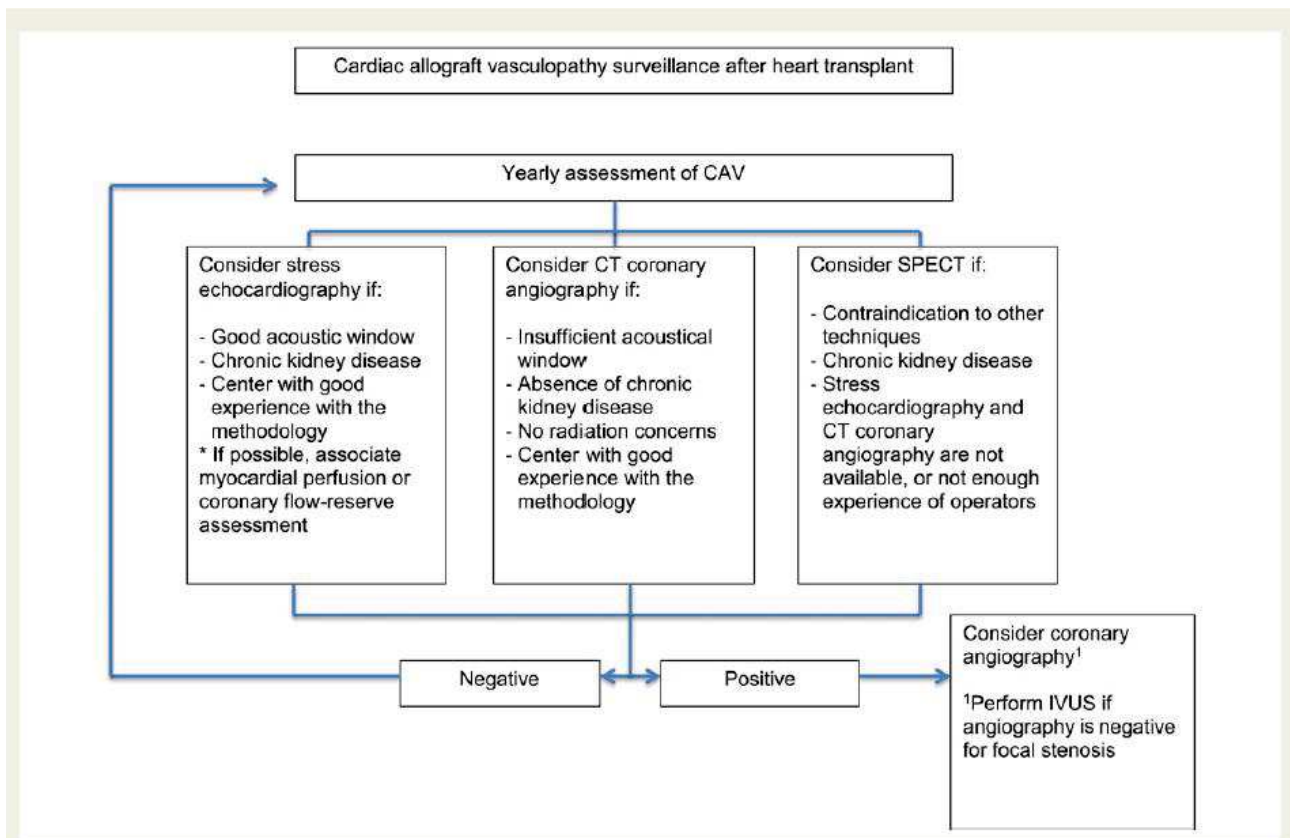 Cardiac allograft vasculopathy surveillance after heart transplant
Yearly assessment of CAV
Consider stress
echocardiography if:
- Good acoustic window
- Chronic kidney disease
- Center with good
experience with the
methodology
* If possible, associate
myocardial perfusion or
coronary flow-reserve
assessment
Consider CT coronary
angiography if:
- Insufficient acoustical
window
- Absence of chronic
kidney disease
- No radiation concerns
- Center with good
experience with the
methodology
Consider SPECT if:
- Contraindication to other
techniques
- Chronic kidney disease
- Stress
echocardiography and
CT coronary
angiography are not
available, or not enough
experience of operators
Negative
Positive
Consider coronary
angiography¹
¹Perform IVUS if
angiography is negative
for focal stenosis